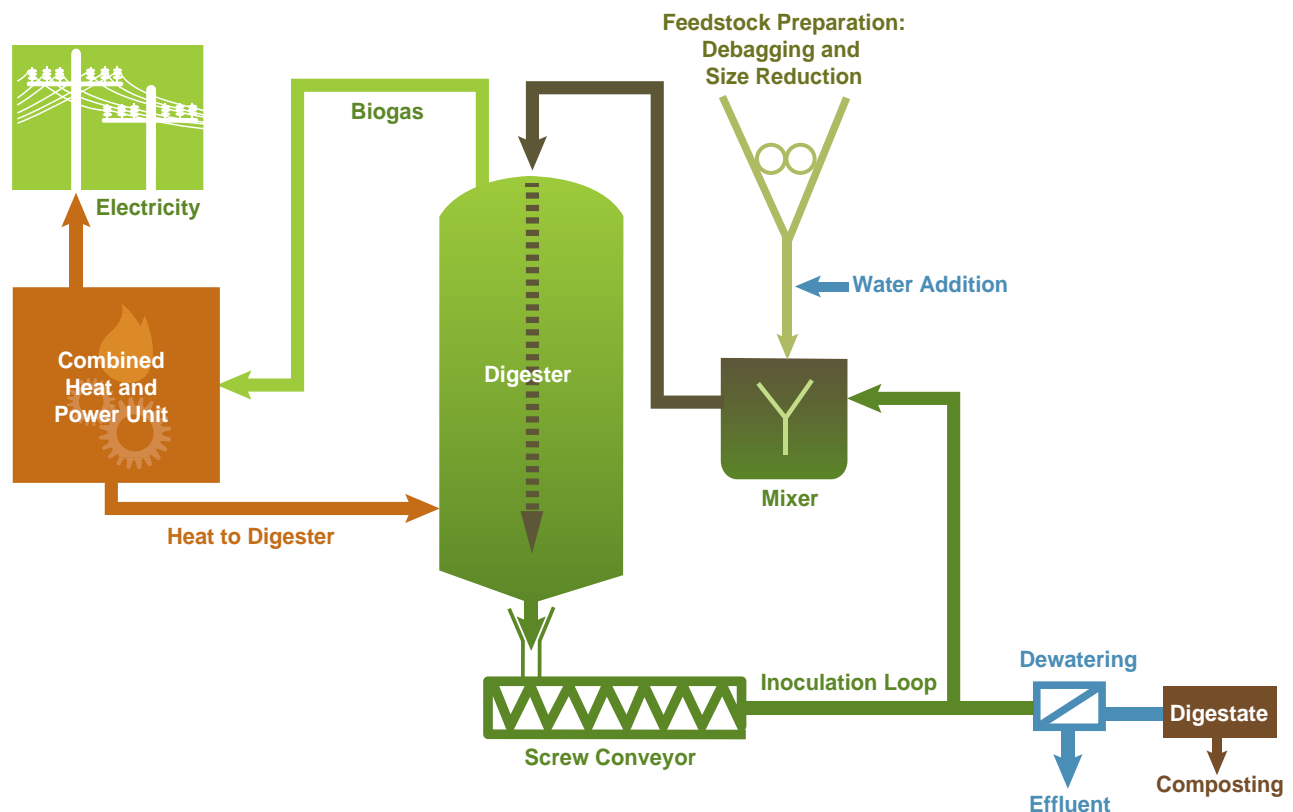 Feedstock Preparation:
Debagging and
Size Reduction
Biogas
Electricity
Water Addition
Combined
Heat and
Power Unit
Digester
Mixer
Heat to Digester
Inoculation Loop
Dewatering
Digestate
Screw Conveyor
Composting
Effluent